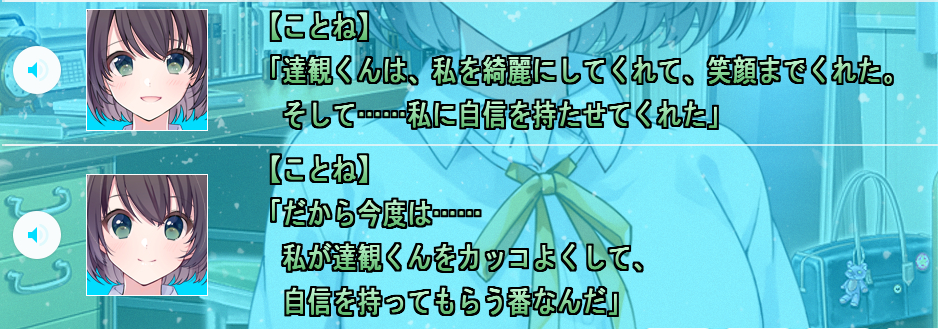 【ことね】
「達観くんは、私を綺麗にしてくれて、笑顔までくれた。
そして……私に自信を持たせてくれた」
【ことね】
「だから今度は……
私が達観くんをカッコよくして、
自信を持ってもらう番なんだ」